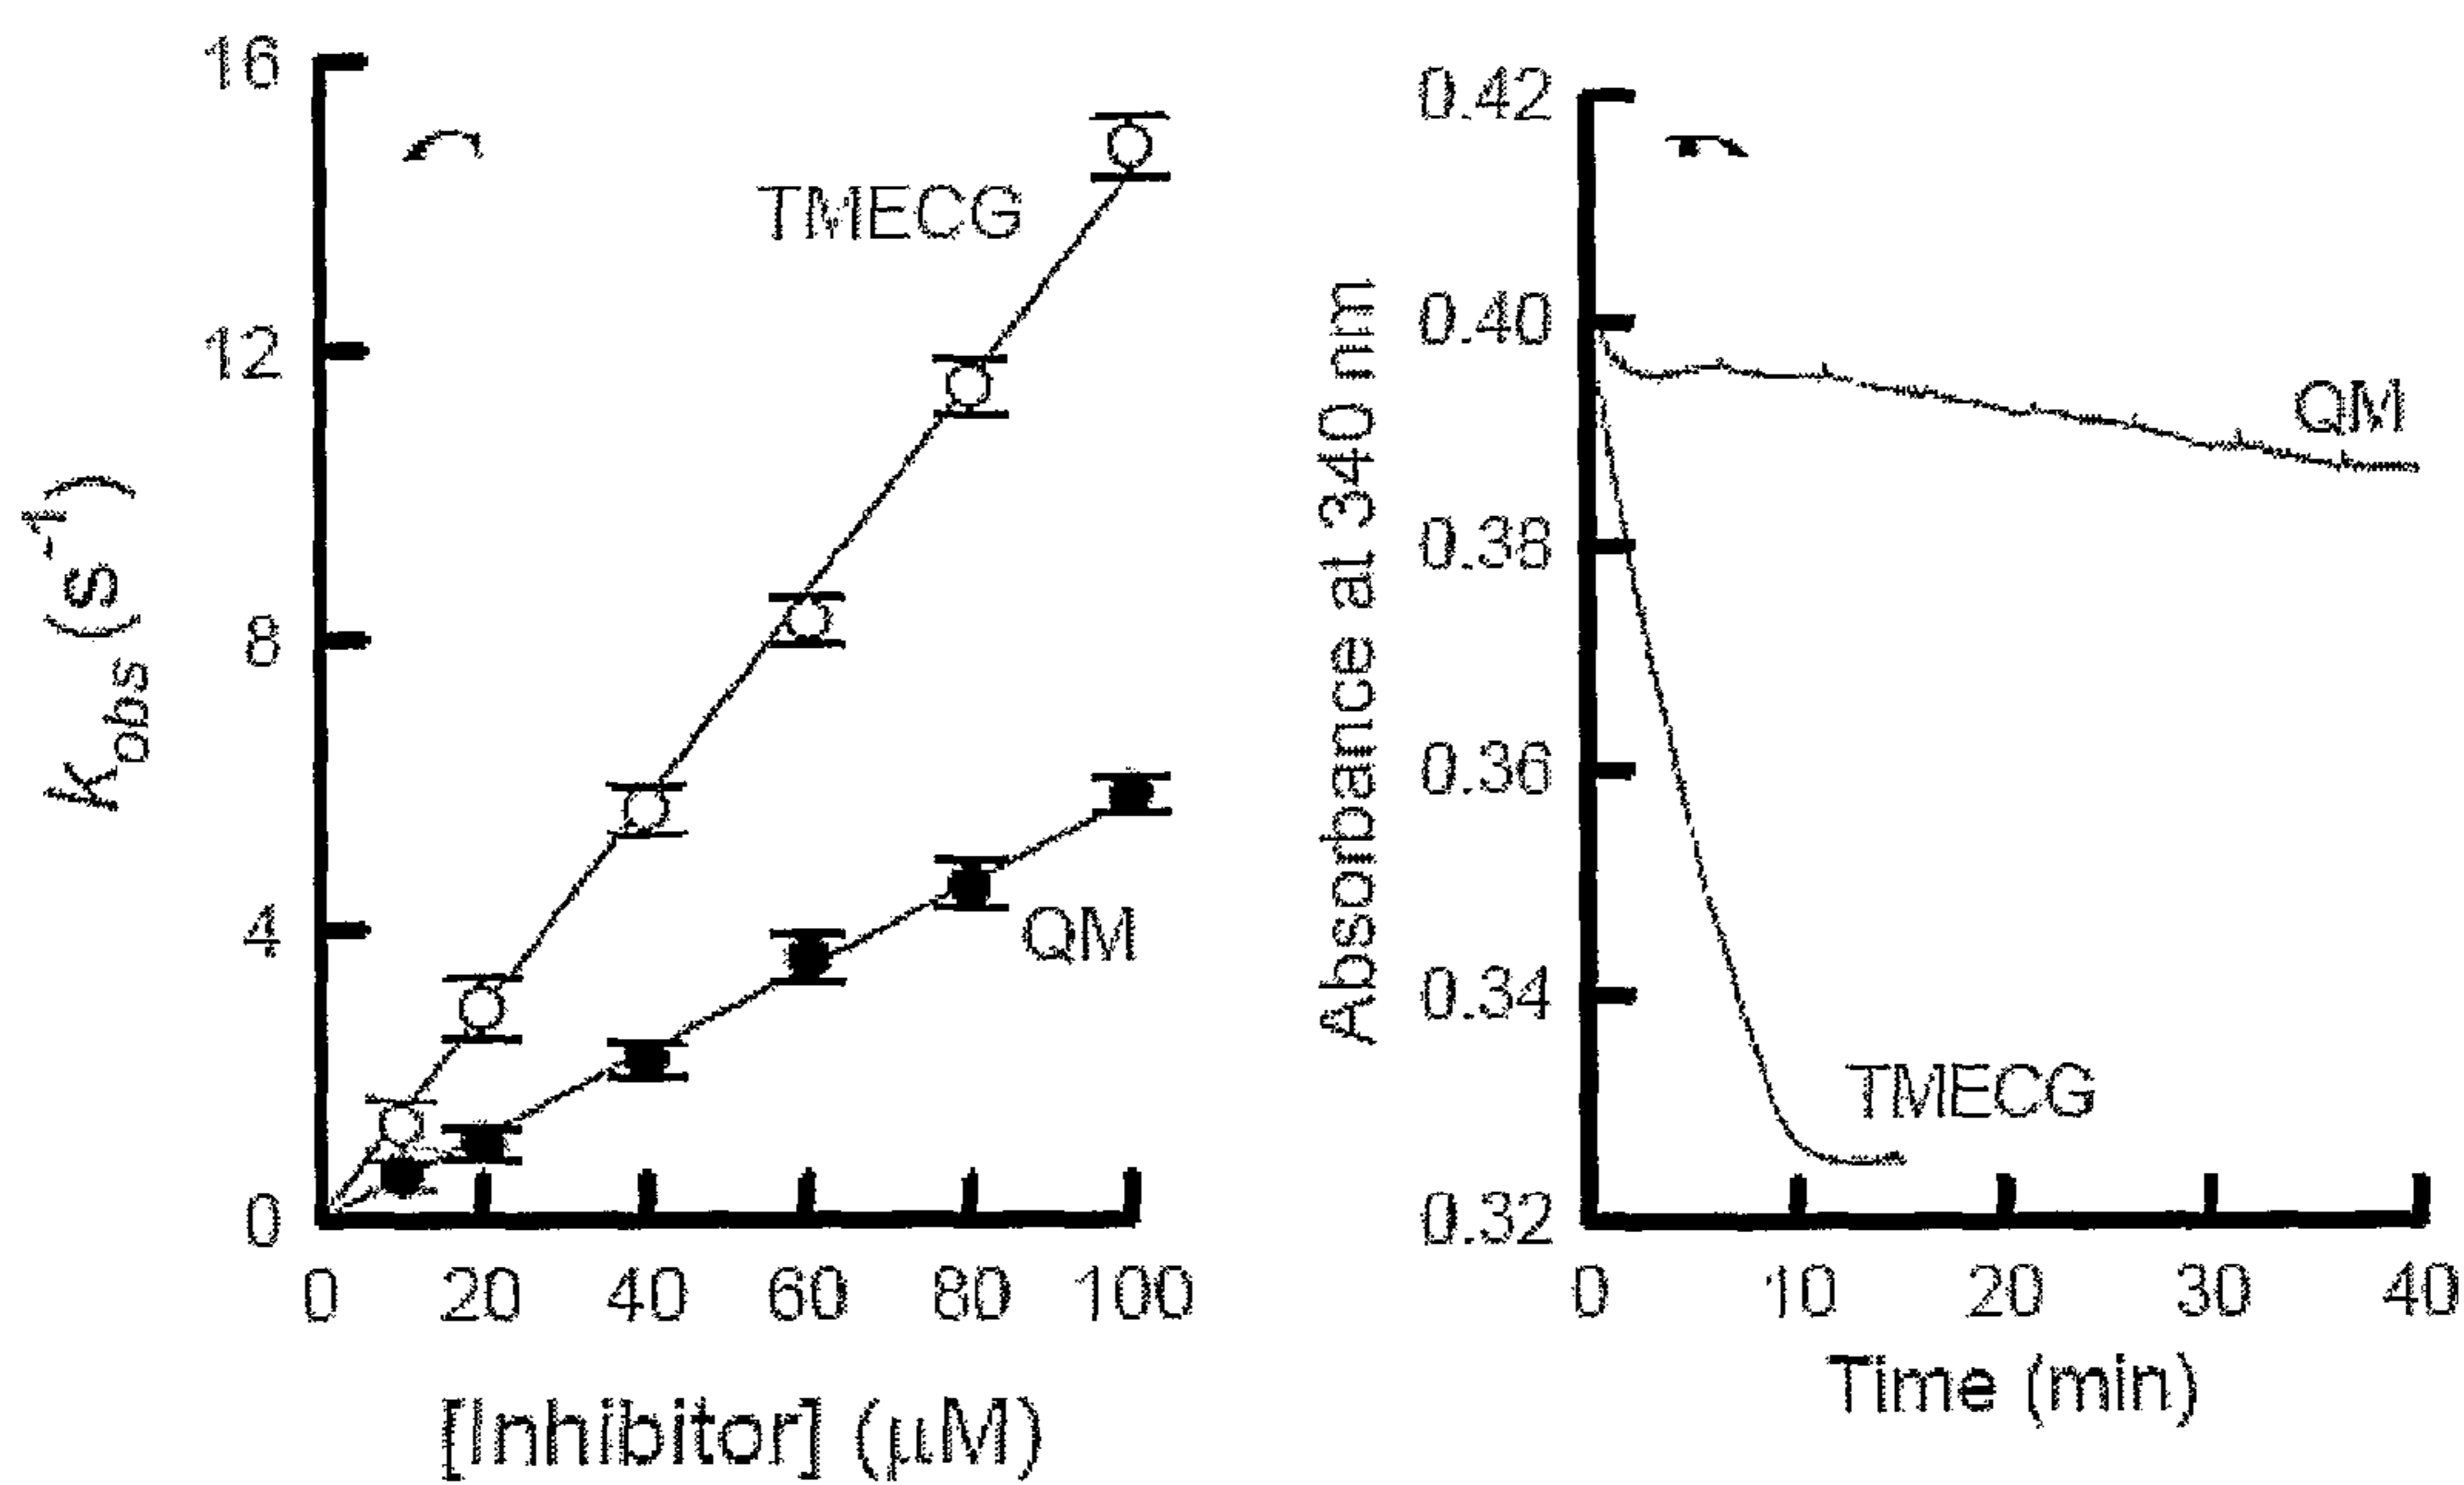 16
12
8
4
0
0 20 40 60 80 100
Kobs (s-1)
[Inhibitor] (μM)
TMECG
QM
0.42
0.40
0.38
0.36
0.34
0.32
0 10 20 30 40
Absorbance at 340 nm
Time (min)
QM
TMECG